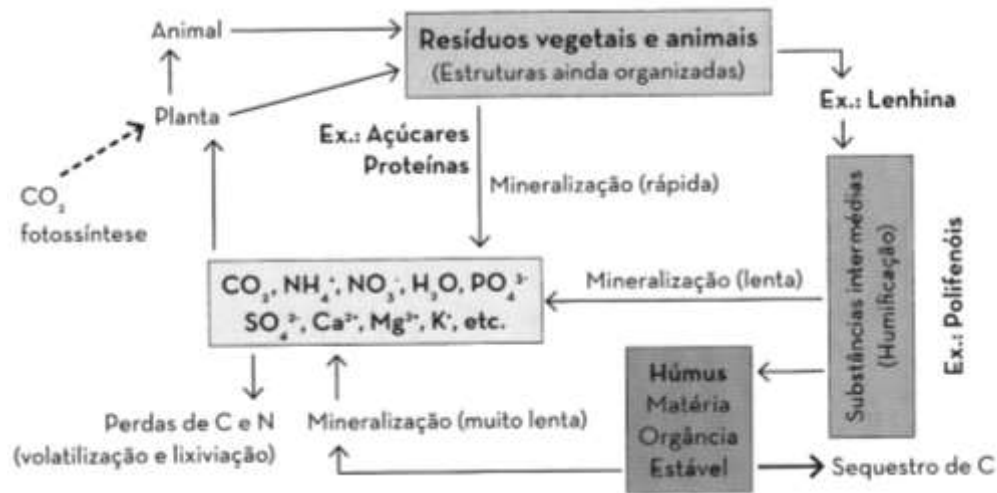 Animal
Resíduos vegetais e animais
(Estruturas ainda organizadas)
Ex.: Lenhina
Planta
Ex.: Açúcares
Proteínas
Mineralização (rápida)
CO₂
fotossíntese
CO₂, NH₄⁺, NO₃⁻, H₂O, PO₄³⁻
SO₄²⁻, Ca²⁺, Mg²⁺, K⁺, etc.
Mineralização (lenta)
Substâncias intermédias
(Humificação)
Ex.: Polifenóis
Húmus
Matéria
Orgância
Estável
Perdas de C e N
(volatilização e lixiviação)
Mineralização (muito lenta)
Sequestro de C